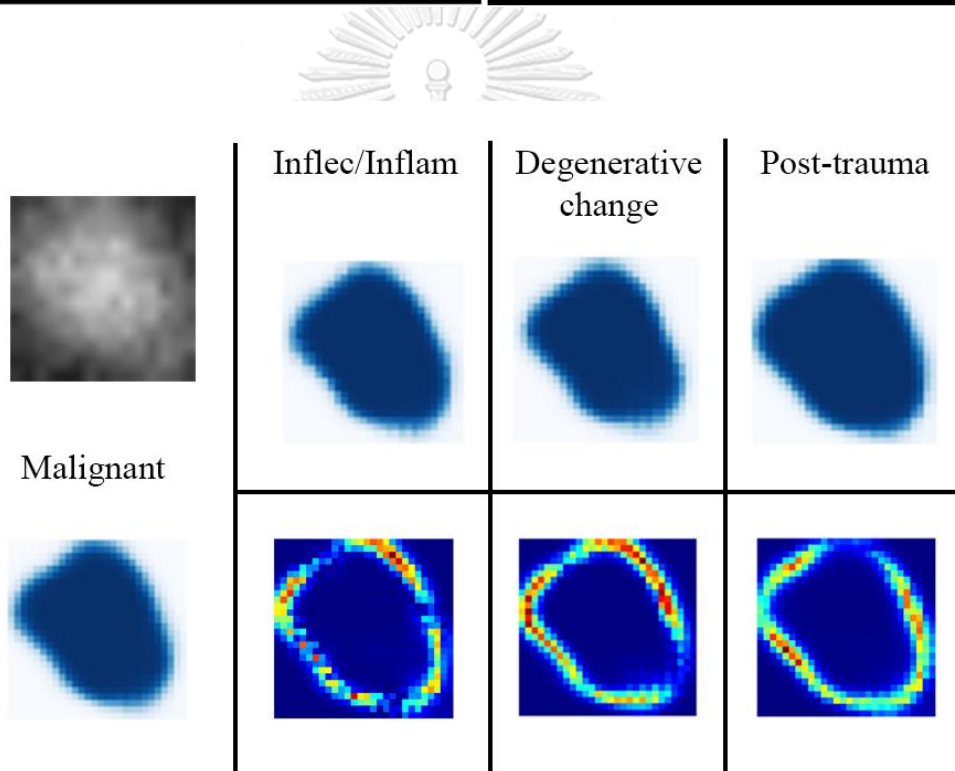 Inflec/Inflam
Degenerative
change
Post-trauma
Malignant